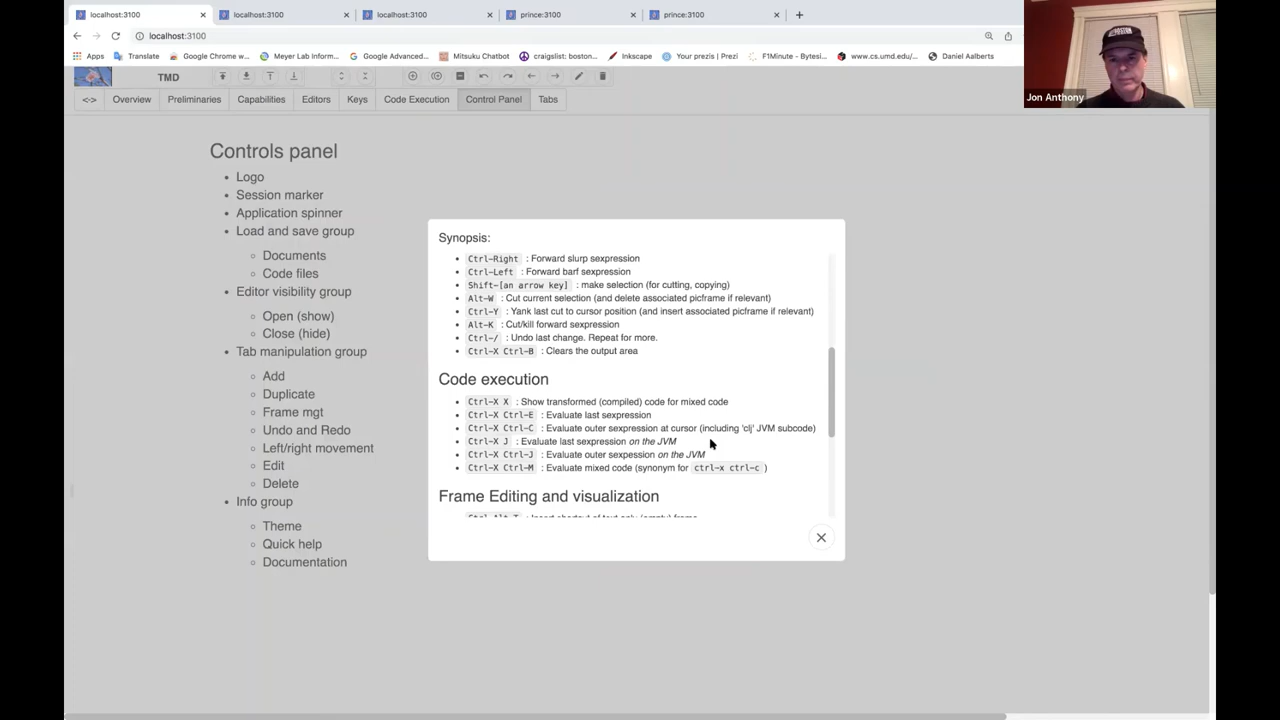 localhost:3100
localhost:3100
localhost:3100
prince:3100
prince:3100
localhost:3100
Apps
Translate
Google Chrome w...
Meyer Lab Inform...
Google Advanced...
Mitsuku Chatbot
craigslist: boston...
Inkscape
Your prezis | Prezi
F1Minute - Bytesi...
www.cs.umd.edu/...
Daniel Aalberts
Jon Anthony
TMD
<->
Overview
Preliminaries
Capabilities
Editors
Keys
Code Execution
Control Panel
Tabs
Controls panel
Logo
Session marker
Application spinner
Load and save group
Documents
Code files
Editor visibility group
Open (show)
Close (hide)
Tab manipulation group
Add
Duplicate
Frame mgt
Undo and Redo
Left/right movement
Edit
Delete
Info group
Theme
Quick help
Documentation
Synopsis:
Ctrl-Right : Forward slurp sexpression
Ctrl-Left : Forward barf sexpression
Shift-[an arrow key] : make selection (for cutting, copying)
Alt-W : Cut current selection (and delete associated picframe if relevant)
Ctrl-Y : Yank last cut to cursor position (and insert associated picframe if relevant)
Alt-K : Cut/kill forward sexpression
Ctrl-/ : Undo last change. Repeat for more.
Ctrl-X Ctrl-B : Clears the output area
Code execution
Ctrl-X X : Show transformed (compiled) code for mixed code
Ctrl-X Ctrl-E : Evaluate last sexpression
Ctrl-X Ctrl-C : Evaluate outer sexpression at cursor (including 'clj' JVM subcode)
Ctrl-X J : Evaluate last sexpression on the JVM
Ctrl-X Ctrl-J : Evaluate outer sexpession on the JVM
Ctrl-X Ctrl-M : Evaluate mixed code (synonym for ctrl-x ctrl-c )
Frame Editing and visualization